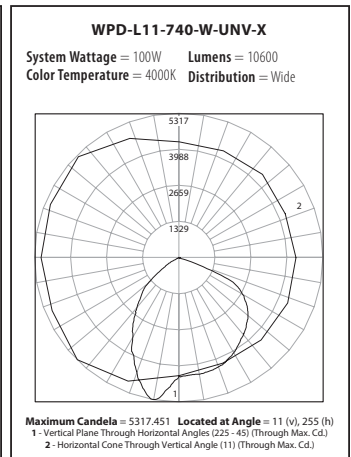 WPD-L11-740-W-UNV-X
System Wattage = 100W Lumens = 10600
Color Temperature = 4000K Distribution = Wide
5317
3988
2659
1329
2
1
Maximum Candela = 5317.451 Located at Angle = 11 (v), 255 (h)
1 - Vertical Plane Through Horizontal Angles (225 - 45) (Through Max. Cd.)
2 - Horizontal Cone Through Vertical Angle (11) (Through Max. Cd.)